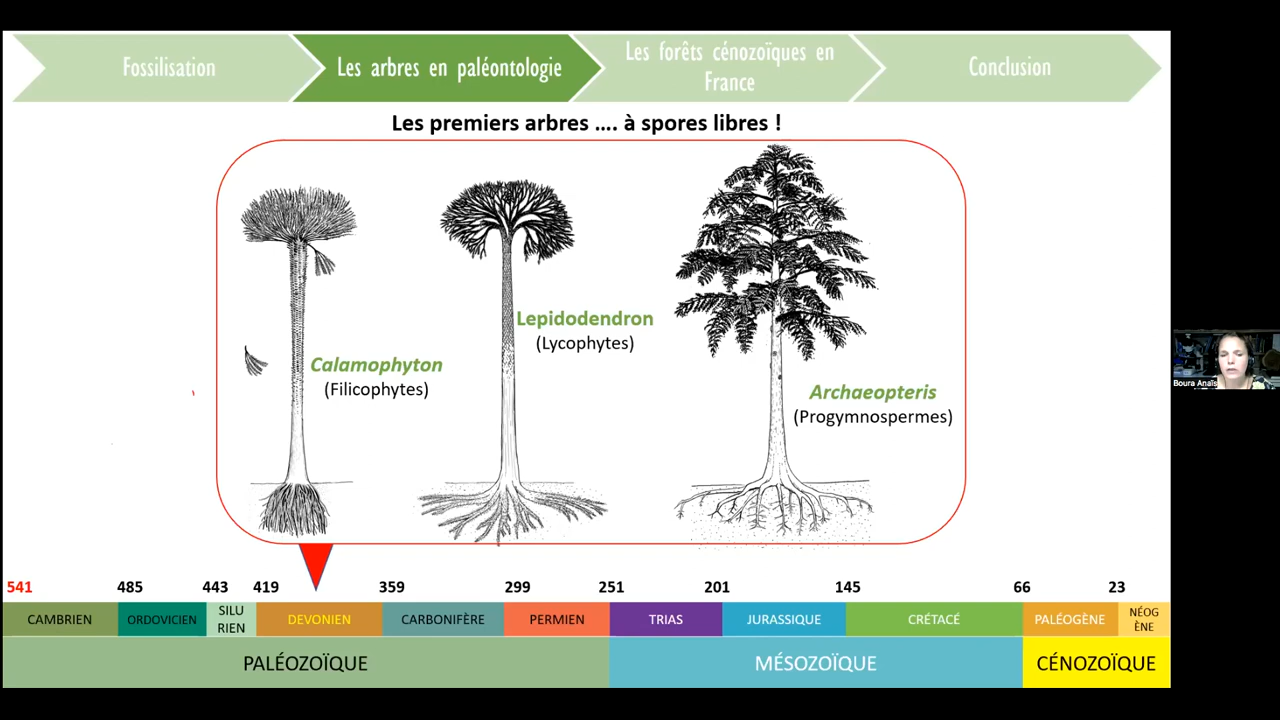 Fossilisation
Les arbres en paléontologie
Les forêts cénozoïques en
France
Conclusion
Les premiers arbres …. à spores libres !
Calamophyton
(Filicophytes)
Lepidodendron
(Lycophytes)
Archaeopteris
(Progymnospermes)
Boura Anaïs
541 485 443 419 359 299 251 201 145 66 23
CAMBRIEN
ORDOVICIEN
SILU
RIEN
DEVONIEN
CARBONIFÈRE
PERMIEN
TRIAS
JURASSIQUE
CRÉTACÉ
PALÉOGÈNE
NÉOG
ÈNE
PALÉOZOÏQUE
MÉSOZOÏQUE
CÉNOZOÏQUE